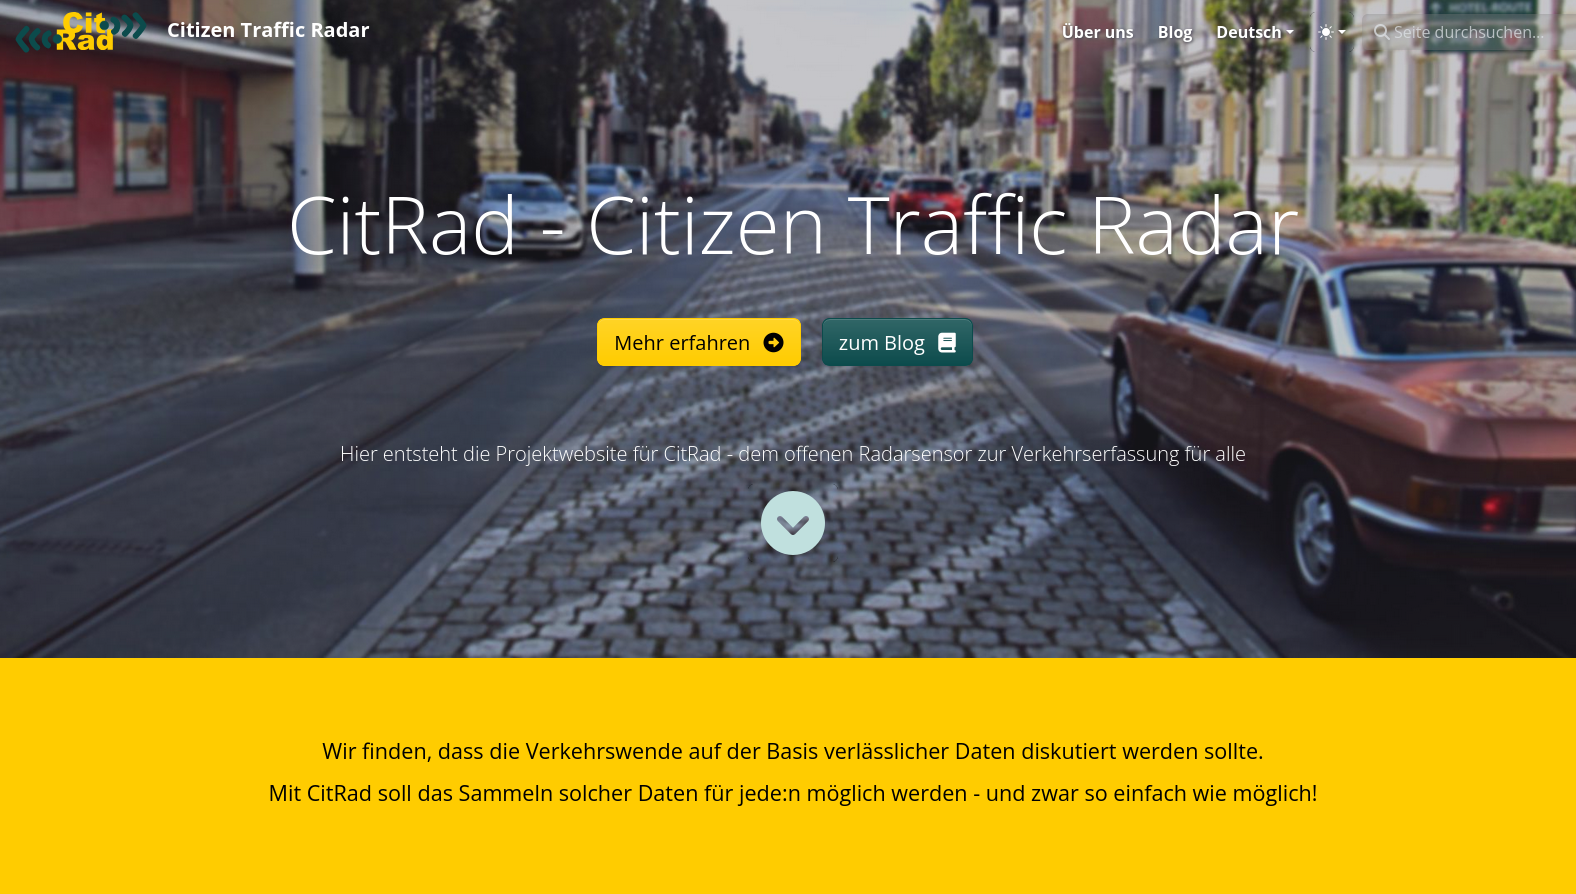 Cit
Rad
Citizen Traffic Radar
Über uns
Blog
Deutsch
Seite durchsuchen...
HOTEL-ROUTE
CitRad - Citizen Traffic Radar
Mehr erfahren
zum Blog
Hier entsteht die Projektwebsite für CitRad - dem offenen Radarsensor zur Verkehrserfassung für alle
Wir finden, dass die Verkehrswende auf der Basis verlässlicher Daten diskutiert werden sollte.
Mit CitRad soll das Sammeln solcher Daten für jede:n möglich werden - und zwar so einfach wie möglich!